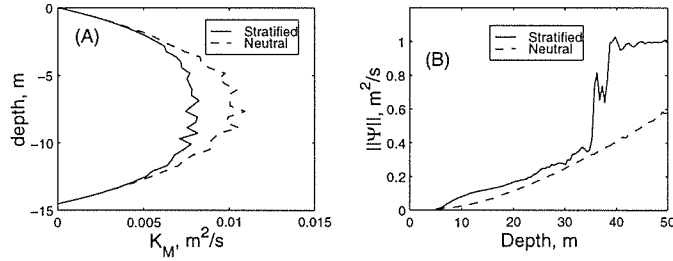 (A)
Stratified
Neutral
depth, m
0
−5
−10
−15
0
0.005
0.01
0.015
K_M, m²/s
(B)
Stratified
Neutral
||Ψ||, m²/s
1
0.8
0.6
0.4
0.2
0
0
10
20
30
40
50
Depth, m